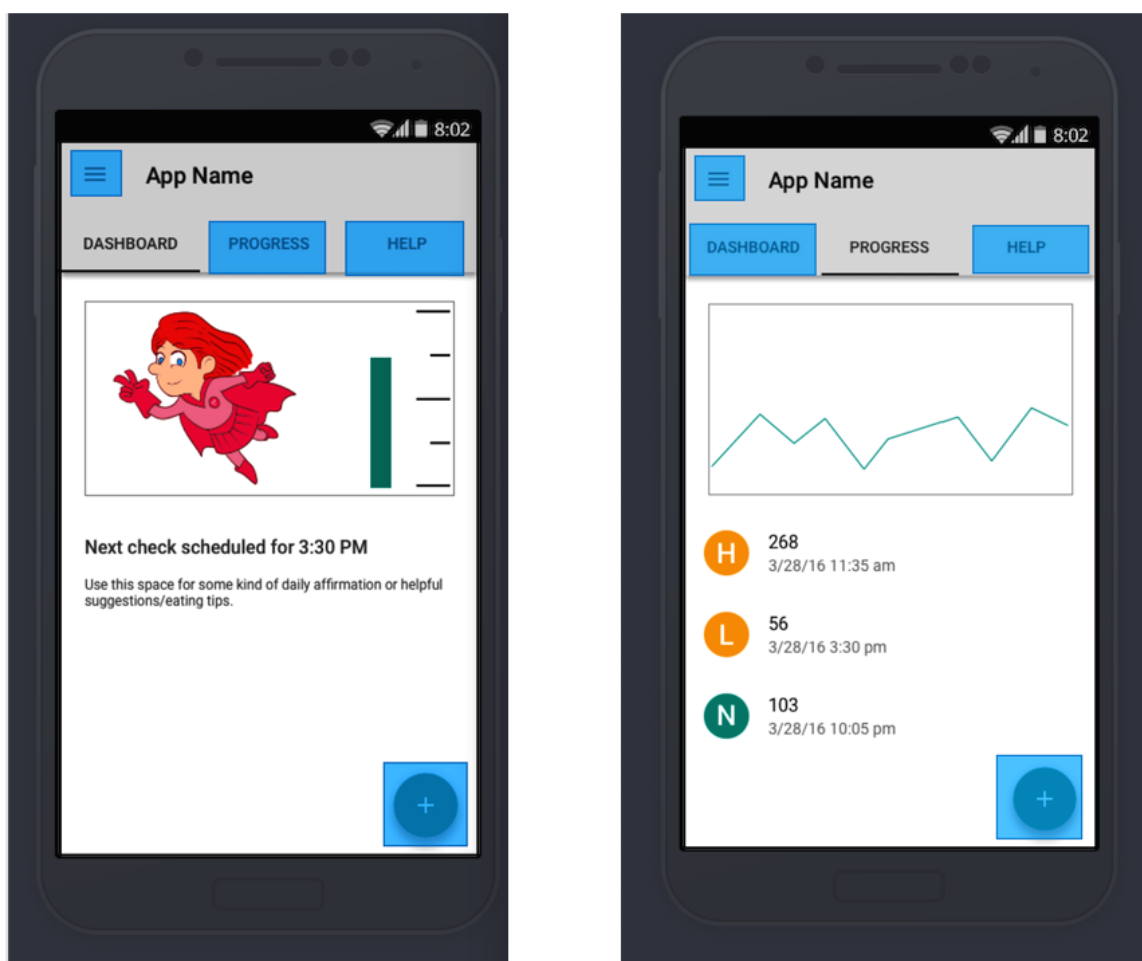 8:02
App Name
DASHBOARD PROGRESS HELP
Next check scheduled for 3:30 PM
Use this space for some kind of daily affirmation or helpful
suggestions/eating tips.
+
8:02
App Name
DASHBOARD PROGRESS HELP
H 268
3/28/16 11:35 am
L 56
3/28/16 3:30 pm
N 103
3/28/16 10:05 pm
+